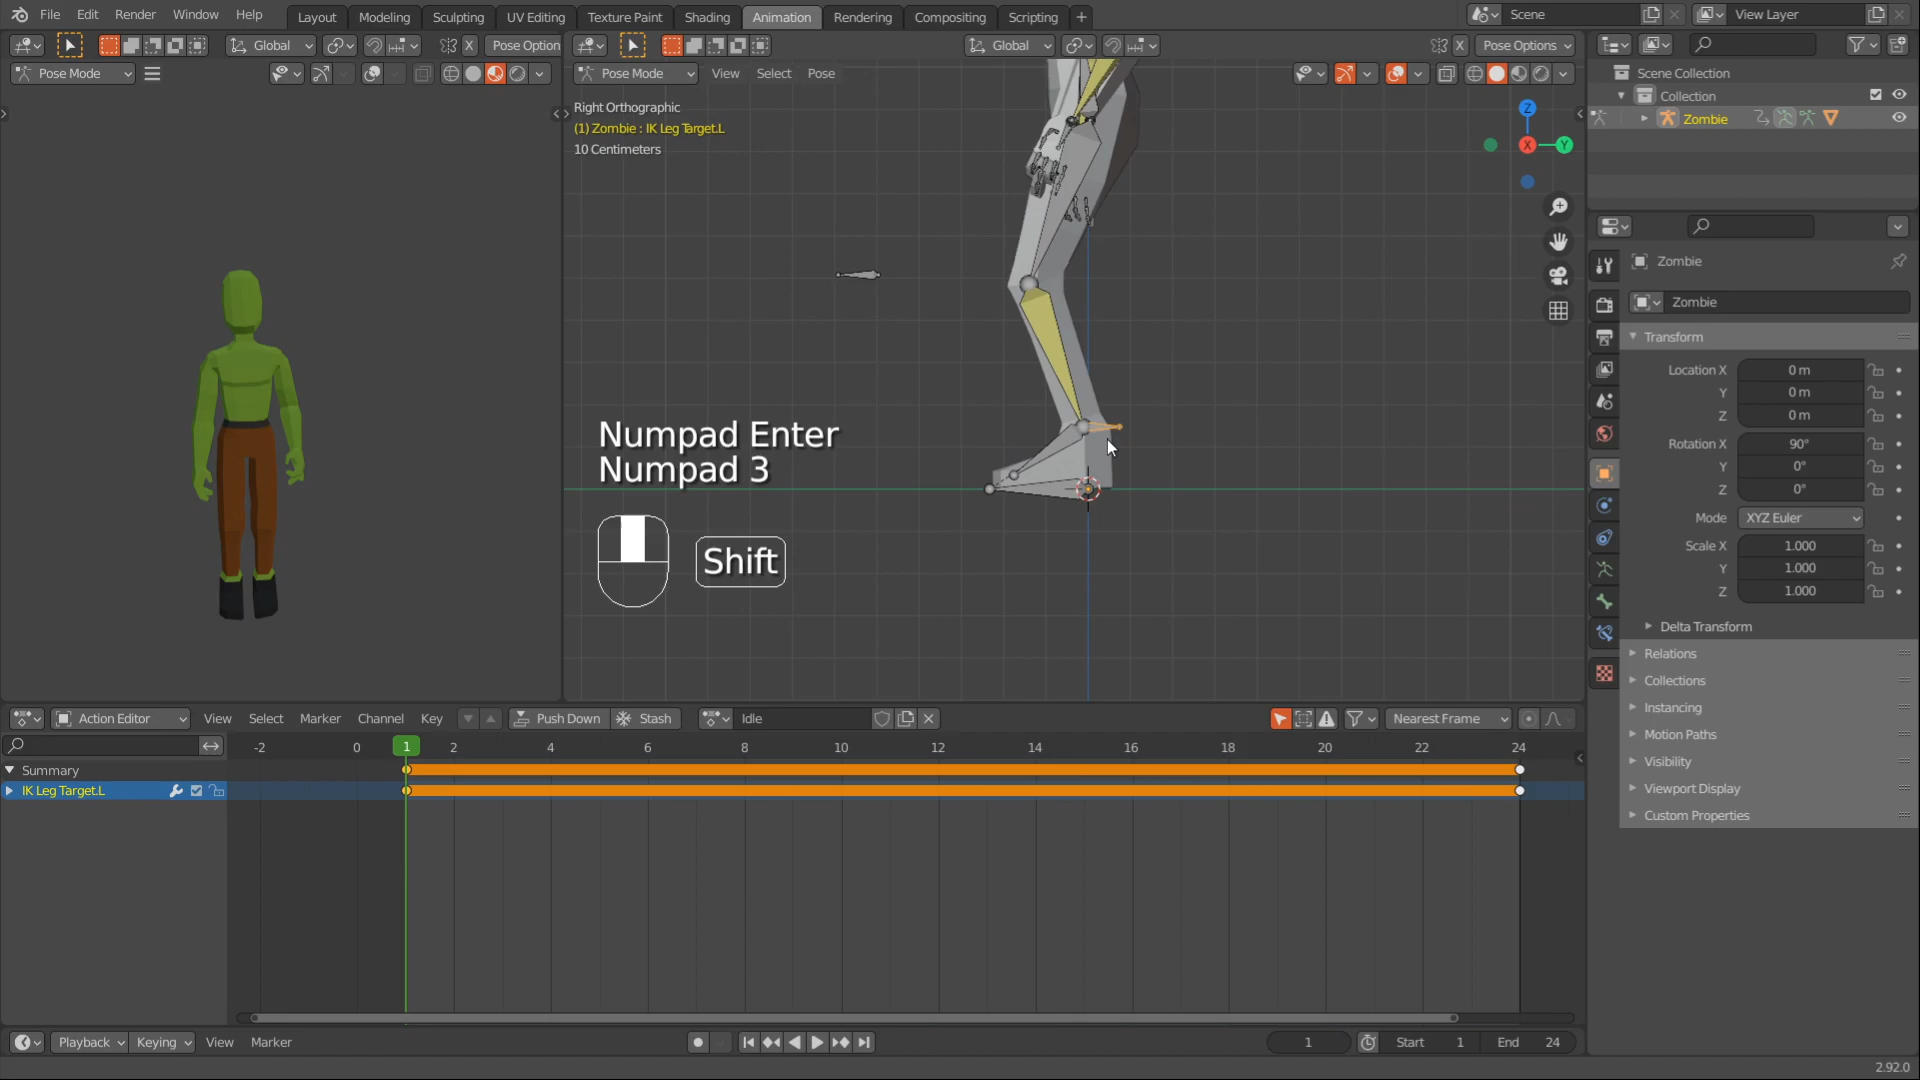 File Edit Render Window Help Layout Modeling Sculpting UV Editing Texture Paint Shading Animation Rendering Compositing Scripting + Scene View Layer
Global X Pose Option Global X Pose Options
Pose Mode Pose Mode View Select Pose
Right Orthographic
(1) Zombie : IK Leg Target.L
10 Centimeters
Z
X
Y
Numpad Enter
Numpad 3
Shift
Scene Collection
Collection
Zombie
Zombie
Zombie
Transform
Location X 0 m
Y 0 m
Z 0 m
Rotation X 90°
Y 0°
Z 0°
Mode XYZ Euler
Scale X 1.000
Y 1.000
Z 1.000
Delta Transform
Relations
Collections
Instancing
Motion Paths
Visibility
Viewport Display
Custom Properties
Action Editor View Select Marker Channel Key Push Down Stash Idle Nearest Frame
-2 0 1 2 4 6 8 10 12 14 16 18 20 22 24
Summary
IK Leg Target.L
Playback Keying View Marker 1 Start 1 End 24
2.92.0